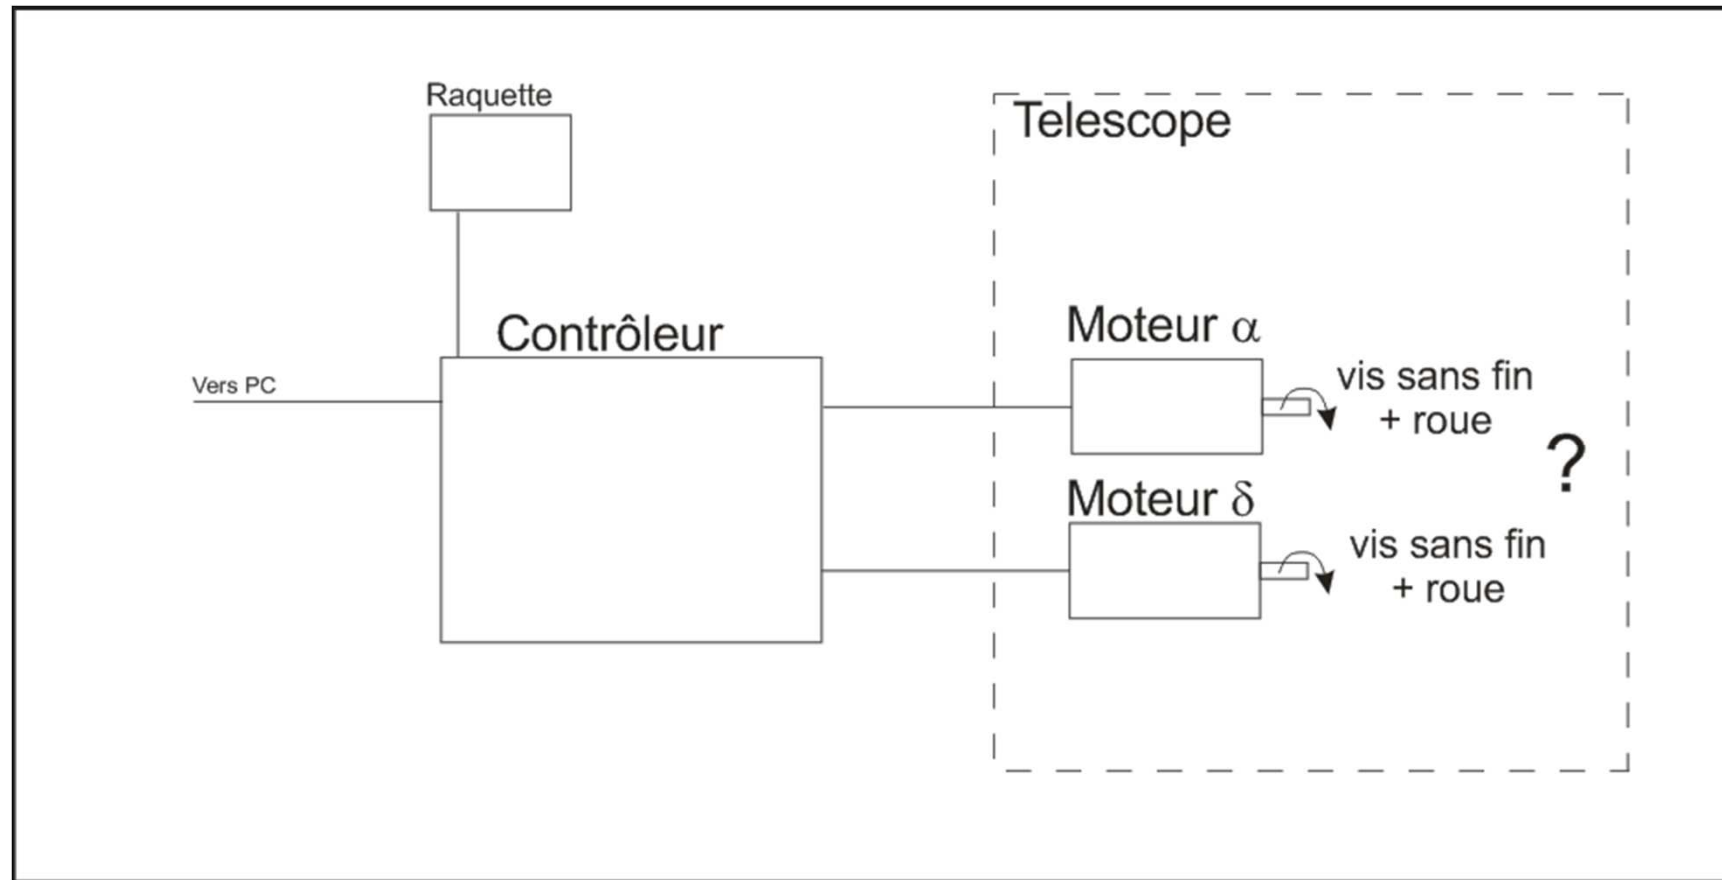 Raquette
Telescope
Contrôleur
Moteur α
Vers PC
vis sans fin
+ roue
?
Moteur δ
vis sans fin
+ roue